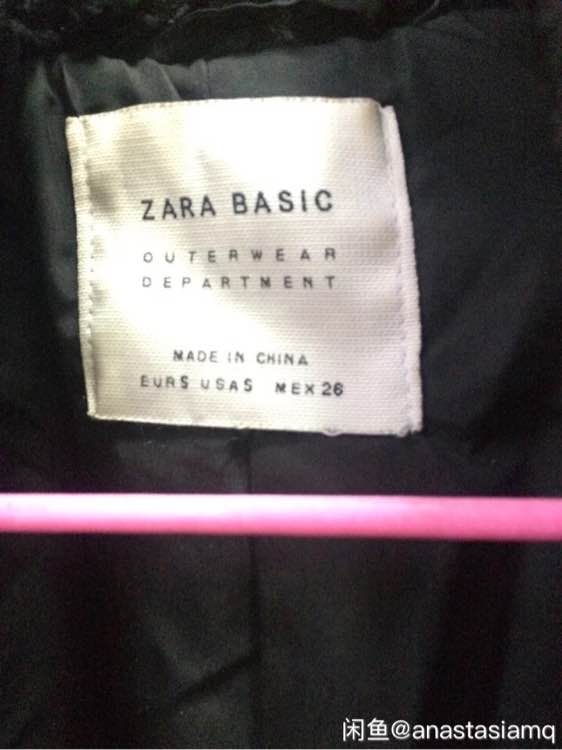 ZARA BASIC
OUTERWEAR
DEPARTMENT
MADE IN CHINA
EUR S USA S MEX 26
闲鱼@anastasiamq